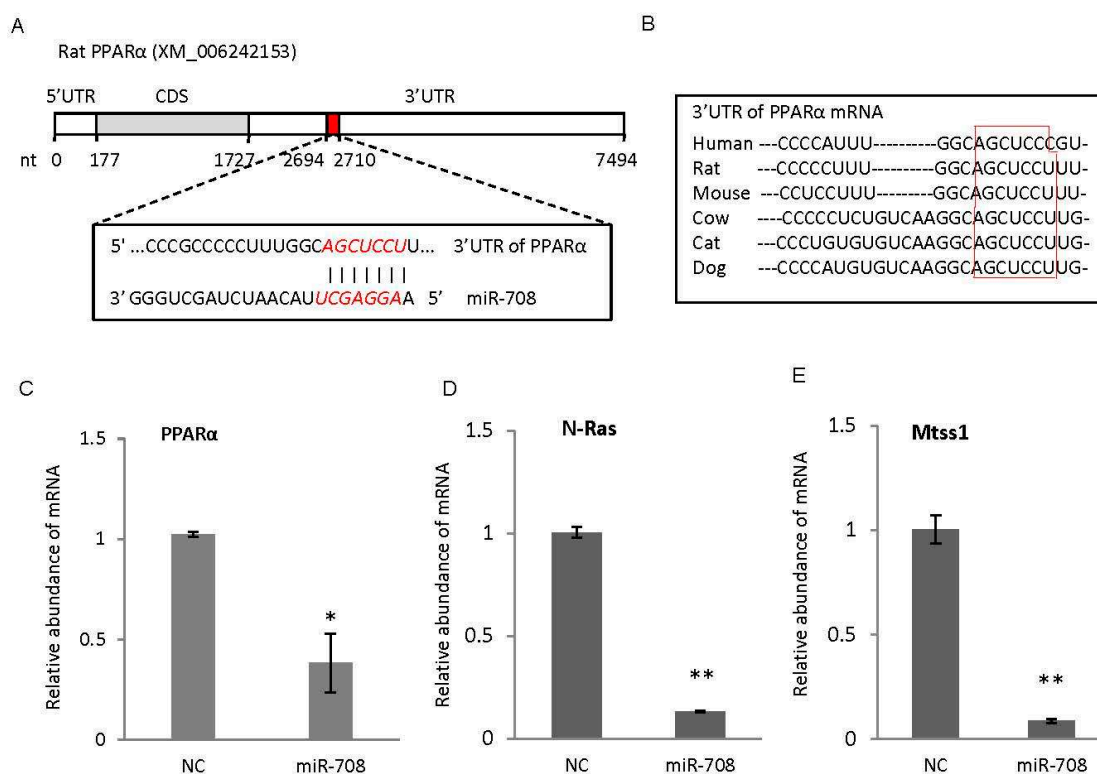 A
Rat PPARα (XM_006242153)
5'UTR CDS 3'UTR
nt 0 177 1727 2694 2710 7494
5' ...CCCGCCCCCUUUGGCAGCUCCUU... 3'UTR of PPARα
3' GGGUCGAUCUAACAUUCGAGGAA 5' miR-708
B
3'UTR of PPARα mRNA
Human ---CCCCAUUU----------GGCAGCUCCCGU-
Rat ---CCCCCUUU----------GGCAGCUCCUUU-
Mouse ---CCUCCUUU---------GGCAGCUCCUUU-
Cow ----CCCCCUCUGUCAAGGCAGCUCCUUG-
Cat ---CCCUGUGUGUCAAGGCAGCUCCUUG-
Dog ---CCCCAUGUGUCAAGGCAGCUCCUUG-
C
PPARα
Relative abundance of mRNA
1.5
1
0.5
0
*
NC miR-708
D
N-Ras
Relative abundance of mRNA
1.5
1
0.5
0
**
NC miR-708
E
Mtss1
Relative abundance of mRNA
1.5
1
0.5
0
**
NC miR-708